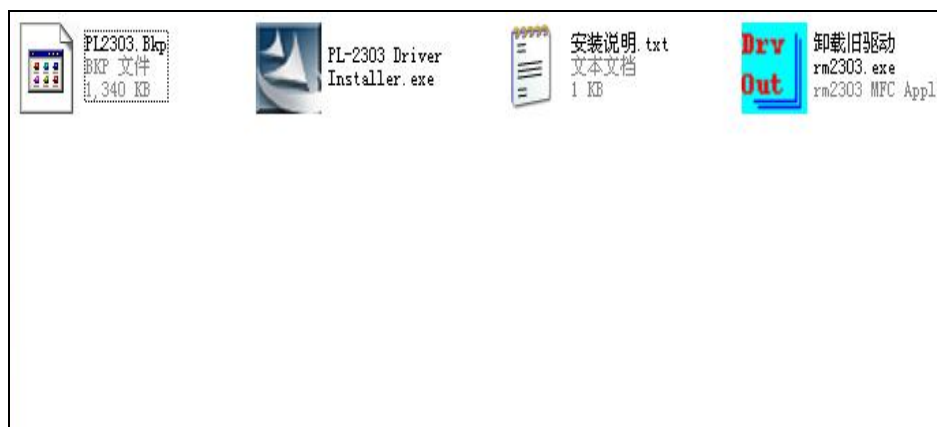 PL2303.Bkp
BKP 文件
1,340 KB
PL-2303 Driver
Installer.exe
安装说明.txt
文本文档
1 KB
Drv
Out
卸载旧驱动
rm2303.exe
rm2303 MFC Appl